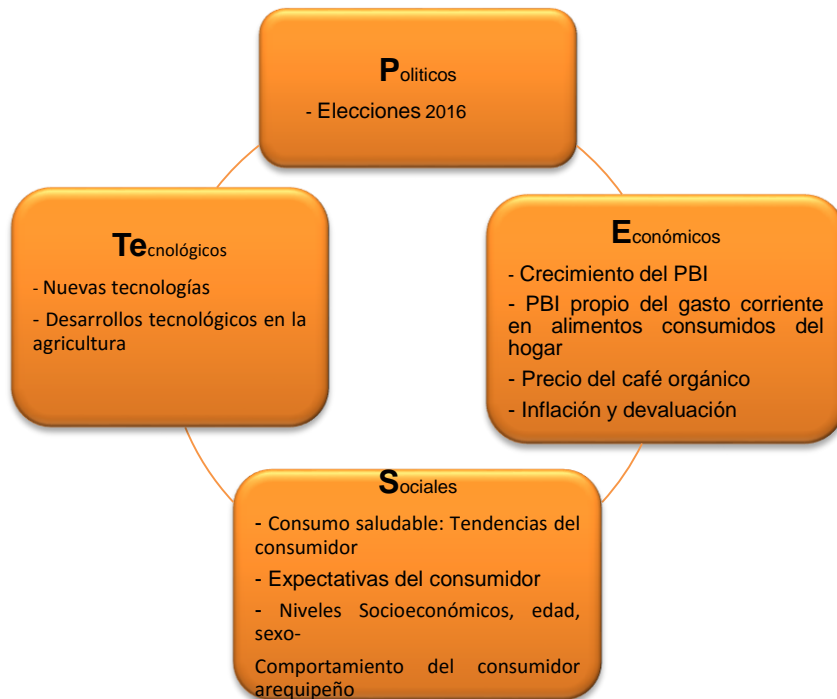 Politicos
- Elecciones 2016
Tecnológicos
- Nuevas tecnologías
- Desarrollos tecnológicos en la
agricultura
Económicos
- Crecimiento del PBI
- PBI propio del gasto corriente
en alimentos consumidos del
hogar
- Precio del café orgánico
- Inflación y devaluación
Sociales
- Consumo saludable: Tendencias del
consumidor
- Expectativas del consumidor
- Niveles Socioeconómicos, edad,
sexo-
Comportamiento del consumidor
arequipeño